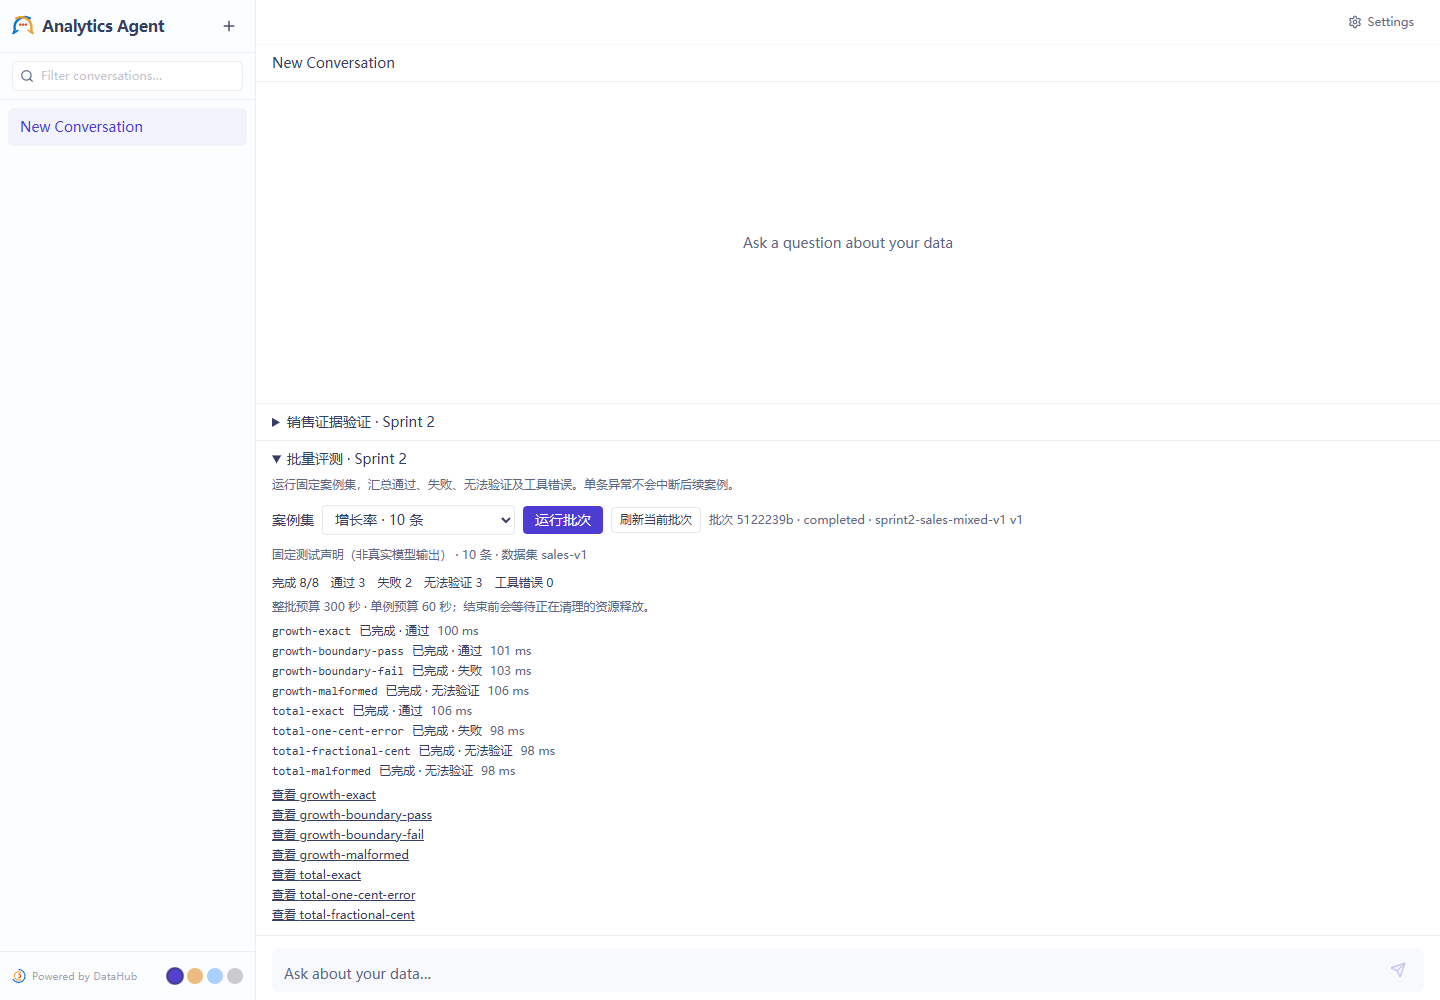 Analytics Agent
Settings
Filter conversations...
New Conversation
New Conversation
Ask a question about your data
销售证据验证 · Sprint 2
批量评测 · Sprint 2
运行固定案例集，汇总通过、失败、无法验证及工具错误。单条异常不会中断后续案例。
案例集 增长率 · 10 条 运行批次 刷新当前批次 批次 5122239b · completed · sprint2-sales-mixed-v1 v1
固定测试声明（非真实模型输出） · 10 条 · 数据集 sales-v1
完成 8/8 通过 3 失败 2 无法验证 3 工具错误 0
整批预算 300 秒 · 单例预算 60 秒；结束前会等待正在清理的资源释放。
growth-exact 已完成 · 通过 100 ms
growth-boundary-pass 已完成 · 通过 101 ms
growth-boundary-fail 已完成 · 失败 103 ms
growth-malformed 已完成 · 无法验证 106 ms
total-exact 已完成 · 通过 106 ms
total-one-cent-error 已完成 · 失败 98 ms
total-fractional-cent 已完成 · 无法验证 98 ms
total-malformed 已完成 · 无法验证 98 ms
查看 growth-exact
查看 growth-boundary-pass
查看 growth-boundary-fail
查看 growth-malformed
查看 total-exact
查看 total-one-cent-error
查看 total-fractional-cent
Powered by DataHub
Ask about your data...